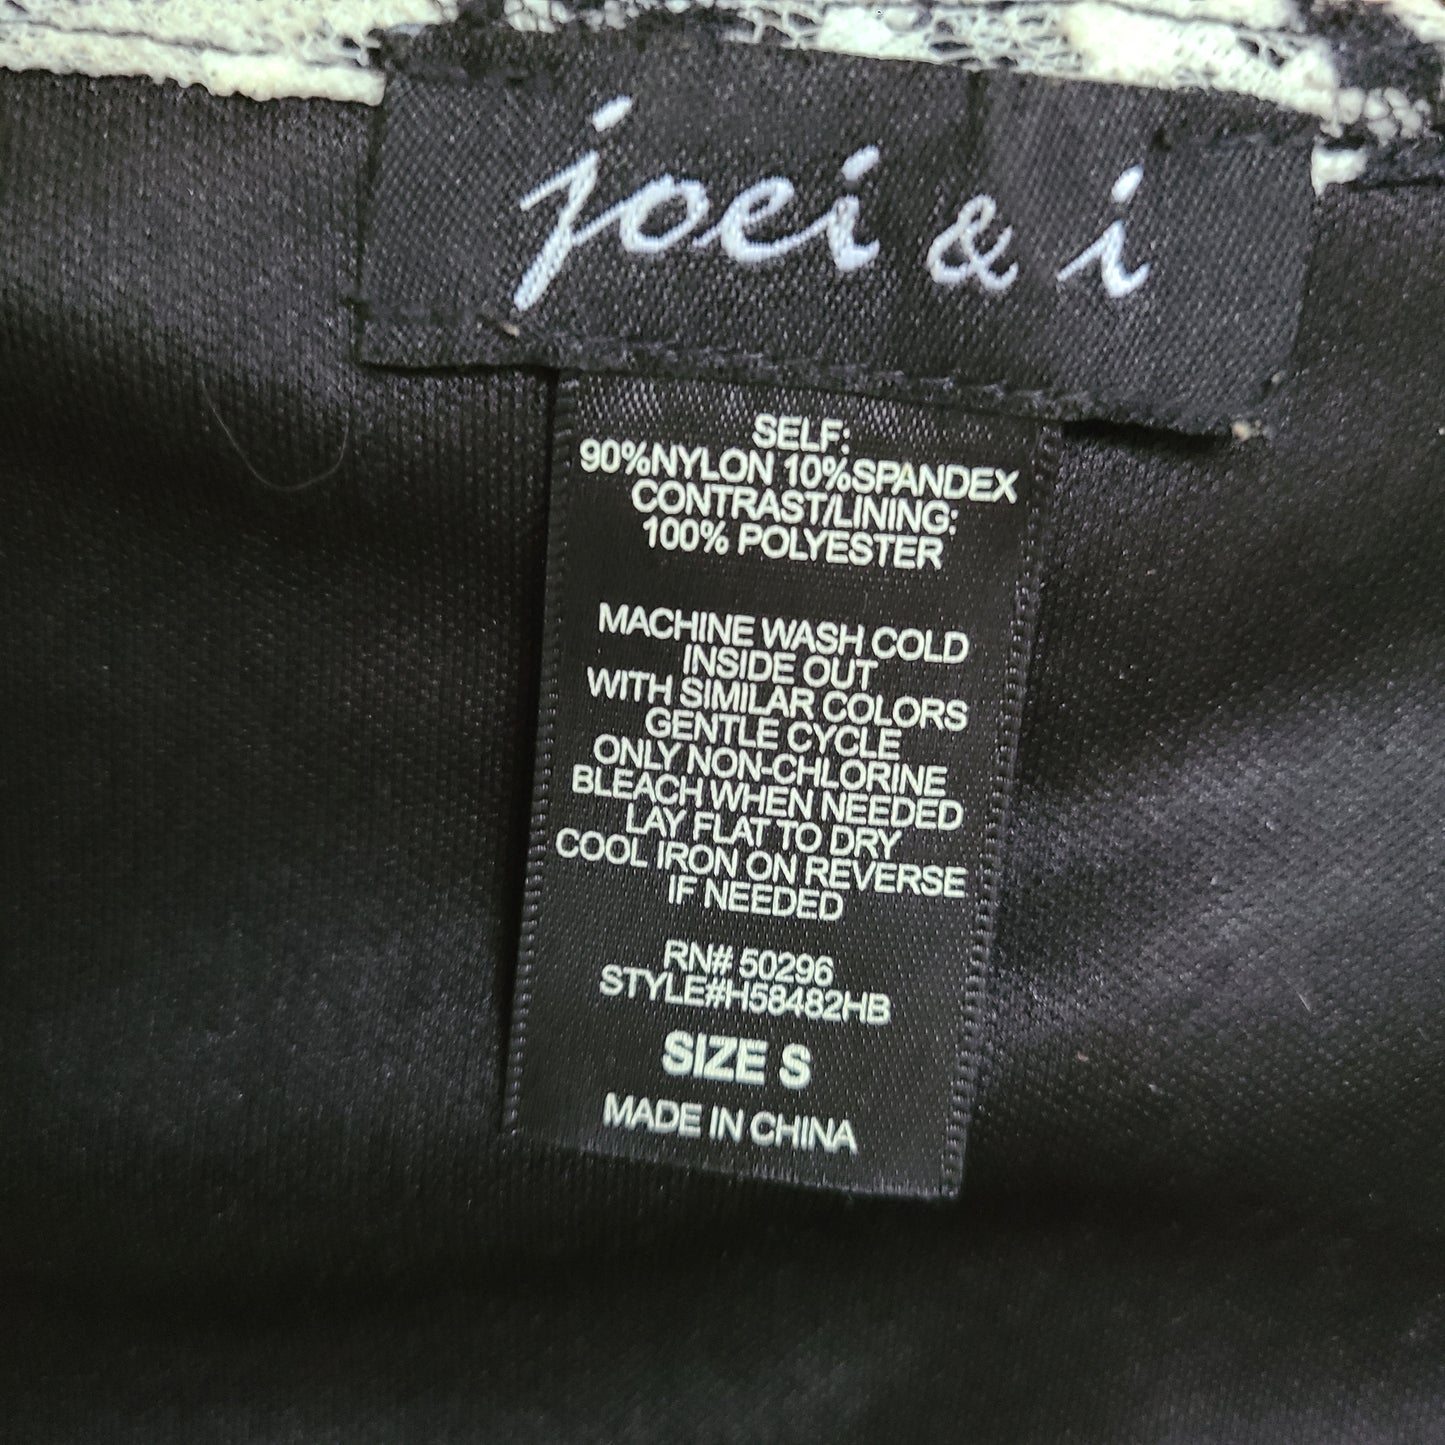 joei & i
SELF:
90%NYLON 10%SPANDEX
CONTRAST/LINING:
100% POLYESTER
MACHINE WASH COLD
INSIDE OUT
WITH SIMILAR COLORS
GENTLE CYCLE
ONLY NON-CHLORINE
BLEACH WHEN NEEDED
LAY FLAT TO DRY
COOL IRON ON REVERSE
IF NEEDED
RN# 50296
STYLE#H58482HB
SIZE S
MADE IN CHINA